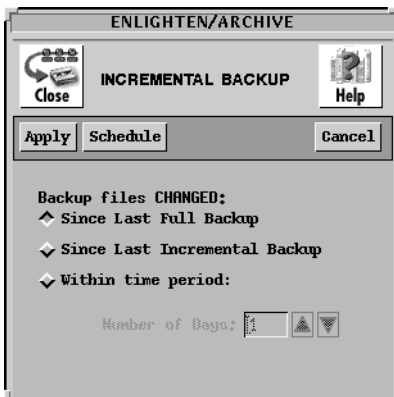 ENLIGHTEN/ARCHIVE
Close
INCREMENTAL BACKUP
Help
Apply Schedule Cancel
Backup files CHANGED:
Since Last Full Backup
Since Last Incremental Backup
Within time period:
Number of Days: 1